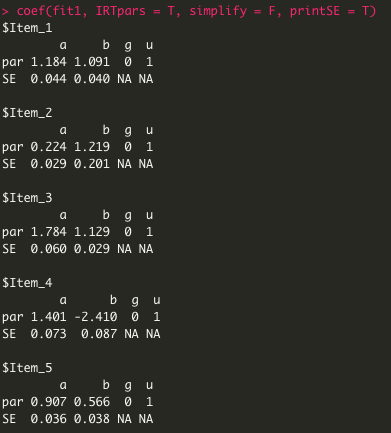 > coef(fit1, IRTpars = T, simplify = F, printSE = T)
$Item_1
        a     b  g  u
par 1.184 1.091  0  1
SE  0.044 0.040 NA NA

$Item_2
        a     b  g  u
par 0.224 1.219  0  1
SE  0.029 0.201 NA NA

$Item_3
        a     b  g  u
par 1.784 1.129  0  1
SE  0.060 0.029 NA NA

$Item_4
        a      b  g  u
par 1.401 -2.410  0  1
SE  0.073  0.087 NA NA

$Item_5
        a     b  g  u
par 0.907 0.566  0  1
SE  0.036 0.038 NA NA